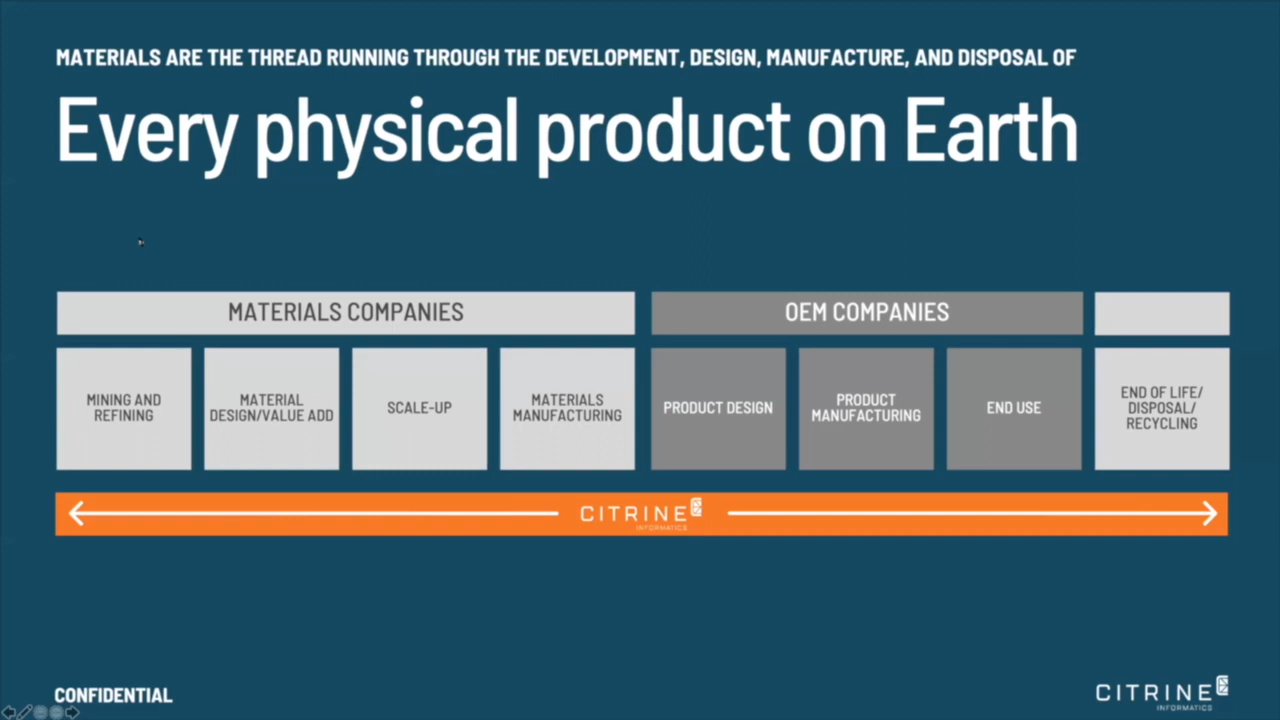 MATERIALS ARE THE THREAD RUNNING THROUGH THE DEVELOPMENT, DESIGN, MANUFACTURE, AND DISPOSAL OF
Every physical product on Earth
MATERIALS COMPANIES
OEM COMPANIES
MINING AND
REFINING
MATERIAL
DESIGN/VALUE ADD
SCALE-UP
MATERIALS
MANUFACTURING
PRODUCT DESIGN
PRODUCT
MANUFACTURING
END USE
END OF LIFE/
DISPOSAL/
RECYCLING
CITRINE
INFORMATICS
CONFIDENTIAL
CITRINE
INFORMATICS